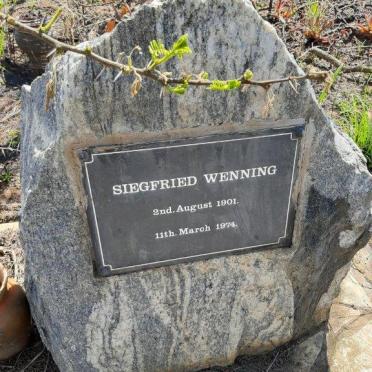 SIEGFRIED WENNING
2nd. August 1901.
11th. March 1974.